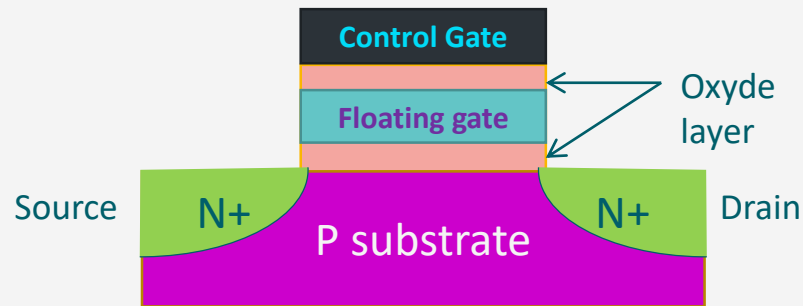 Control Gate
Floating gate
Oxyde
layer
Source
N+
P substrate
N+
Drain